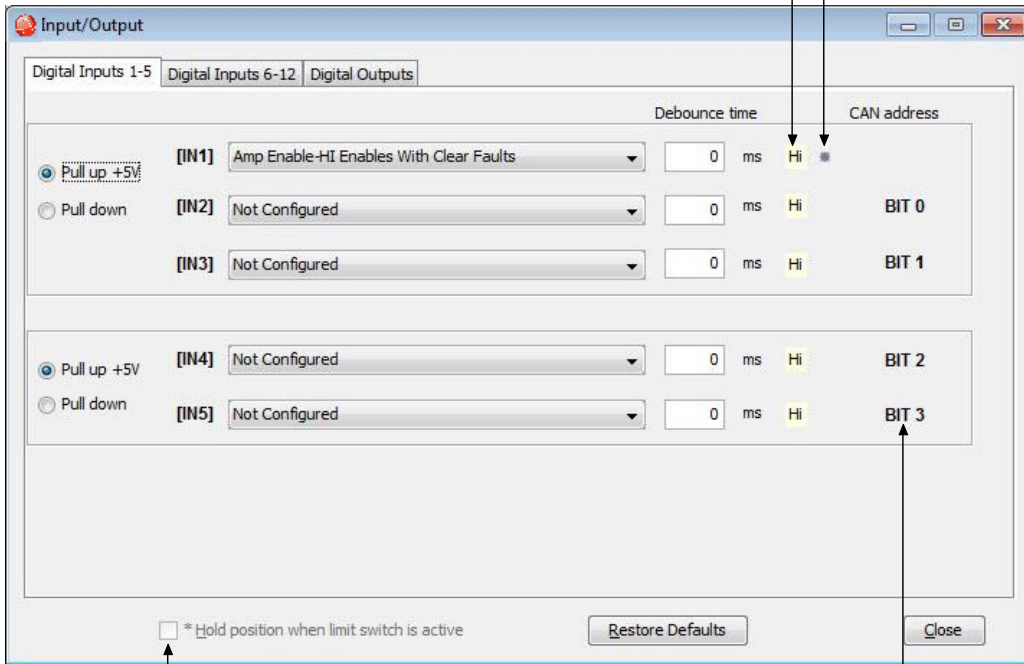 Input/Output
Digital Inputs 1-5 Digital Inputs 6-12 Digital Outputs
Debounce time CAN address
Pull up +5V
Pull down
[IN1] Amp Enable-HI Enables With Clear Faults 0 ms Hi
[IN2] Not Configured 0 ms Hi BIT 0
[IN3] Not Configured 0 ms Hi BIT 1
Pull up +5V
Pull down
[IN4] Not Configured 0 ms Hi BIT 2
[IN5] Not Configured 0 ms Hi BIT 3
* Hold position when limit switch is active Restore Defaults Close